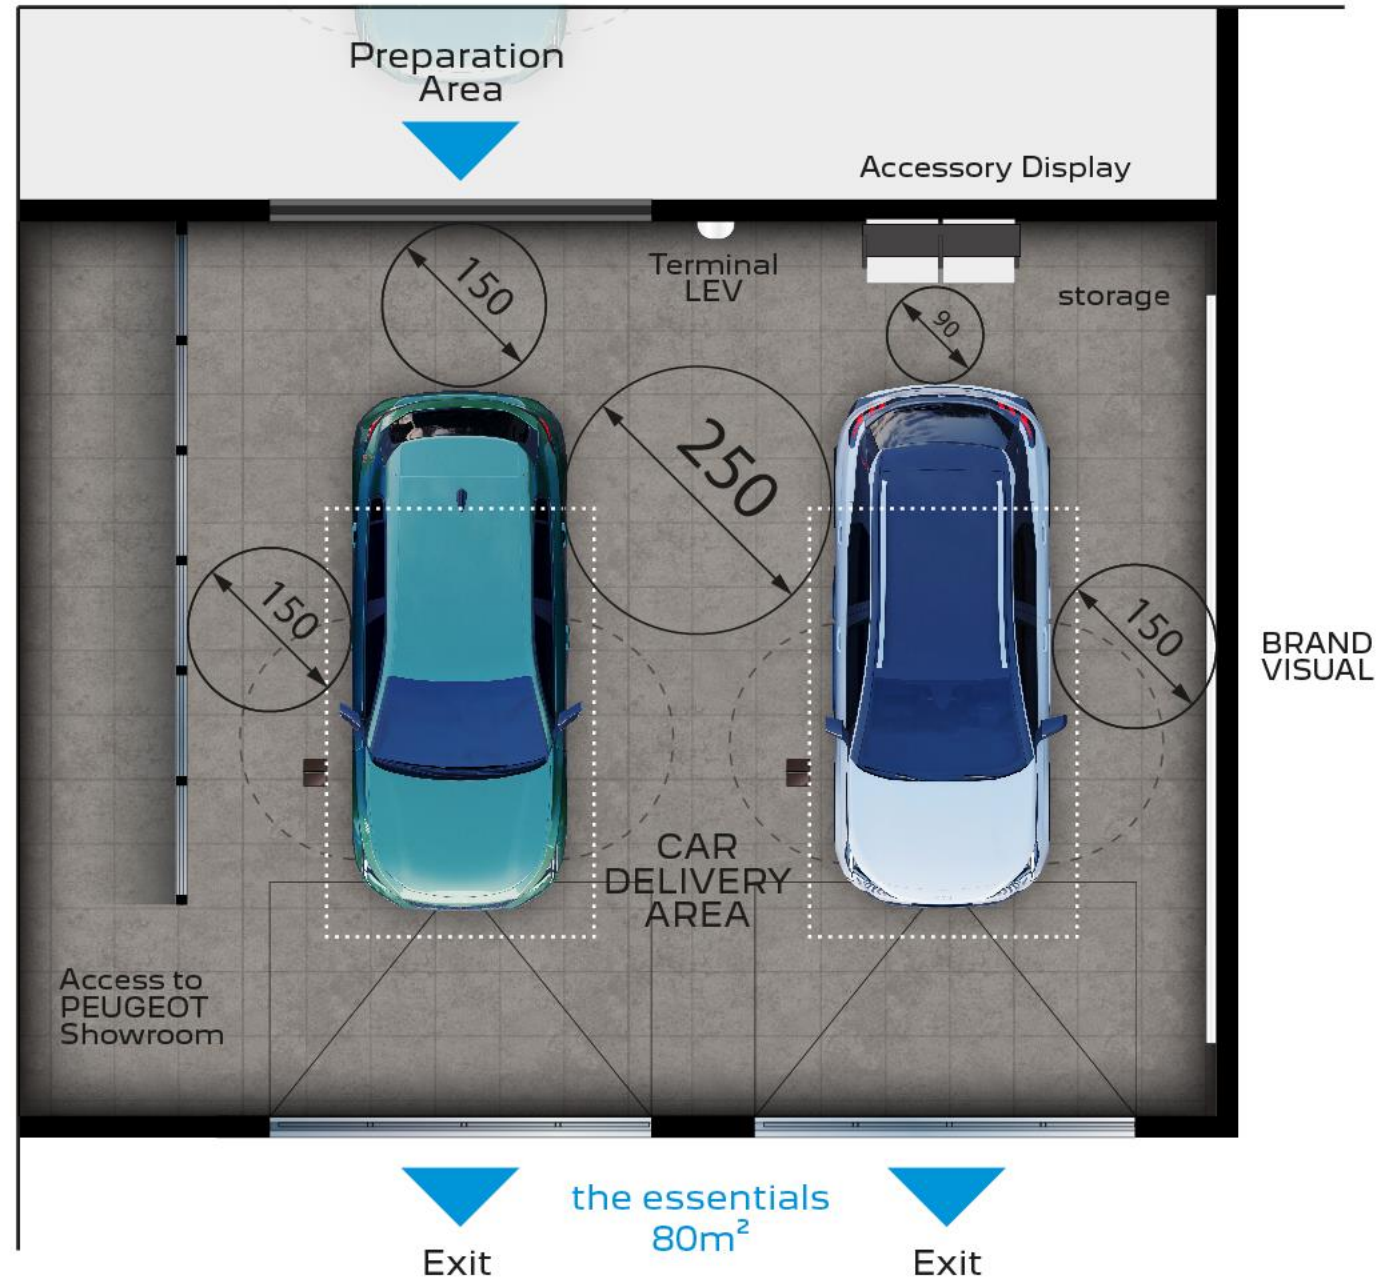 Preparation
Area
Accessory Display
150
Terminal
LEV
storage
90
250
150
150
BRAND
VISUAL
CAR
DELIVERY
AREA
Access to
PEUGEOT
Showroom
the essentials
80m²
Exit
Exit